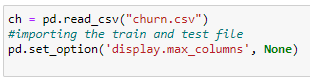 ch = pd.read_csv("churn.csv")
#importing the train and test file
pd.set_option('display.max_columns', None)